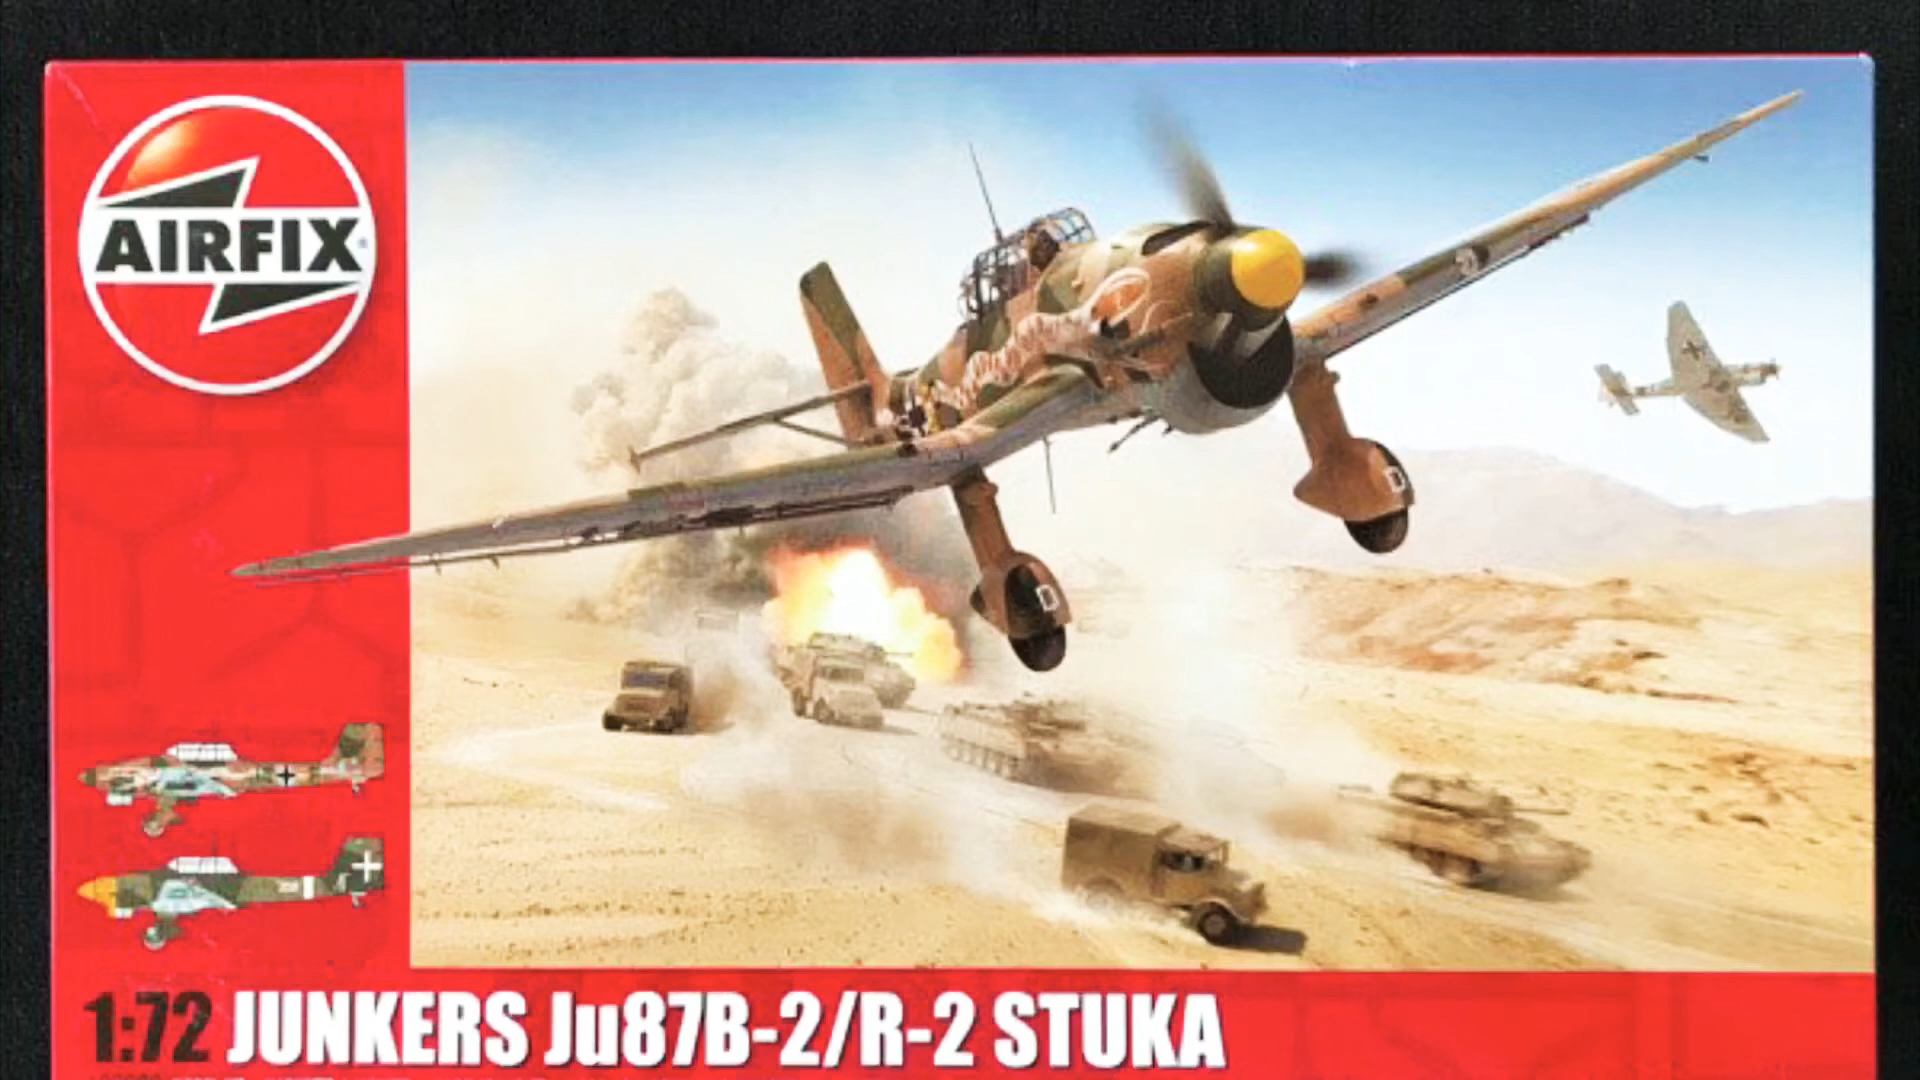 AIRFIX
D
D
1:72 JUNKERS Ju87B-2/R-2 STUKA